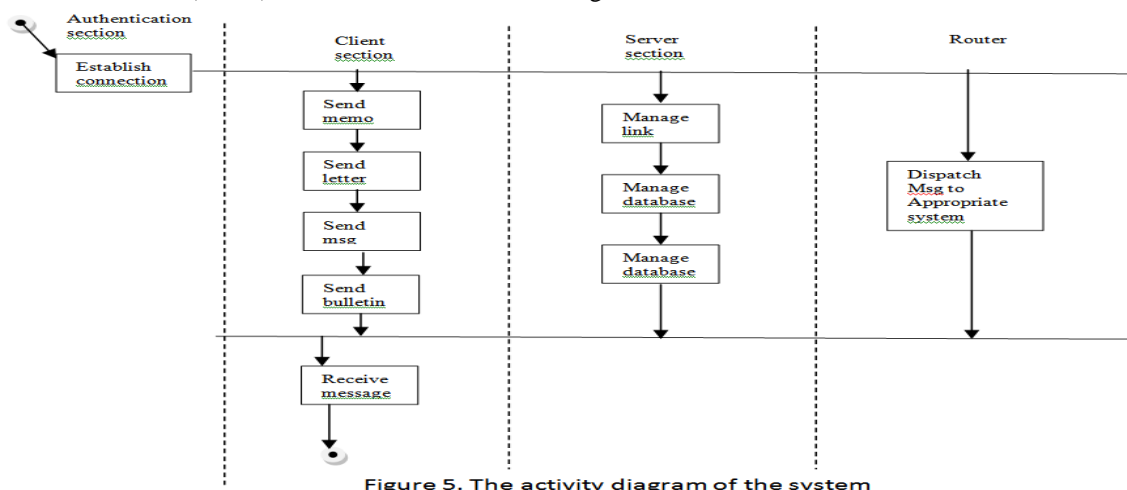 Authentication
section
Establish
connection
Client
section
Send
memo
Send
letter
Send
msg
Send
bulletin
Receive
message
Server
section
Manage
link
Manage
database
Manage
database
Router
Dispatch
Msg to
Appropriate
system
Figure 5. The activity diagram of the system